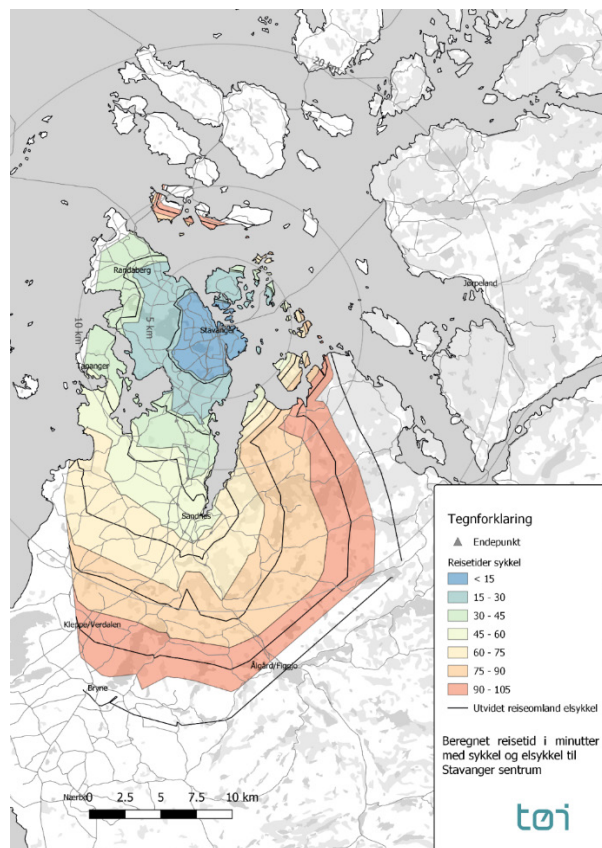 20 km
Randaberg
10 km
5 km
Stavanger
Jørpeland
Tananger
Sandnes
Kleppe/Verdalen
Ålgård/Figgjo
Bryne
Nærbø
0 2.5 5 7.5 10 km
Tegnforklaring
Endepunkt
Reisetider sykkel
< 15
15 - 30
30 - 45
45 - 60
60 - 75
75 - 90
90 - 105
Utvidet reiseomland elsykkel
Beregnet reisetid i minutter
med sykkel og elsykkel til
Stavanger sentrum
tøi